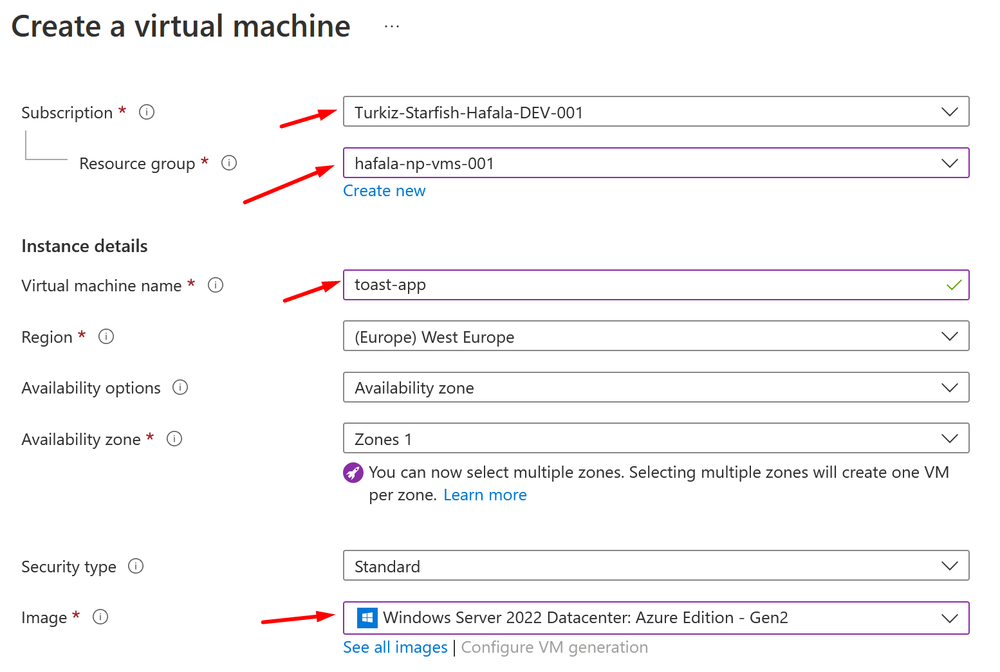 Create a virtual machine ...
Subscription * Turkiz-Starfish-Hafala-DEV-001
Resource group * hafala-np-vms-001
Create new
Instance details
Virtual machine name * toast-app
Region * (Europe) West Europe
Availability options Availability zone
Availability zone * Zones 1
You can now select multiple zones. Selecting multiple zones will create one VM
per zone. Learn more
Security type Standard
Image * Windows Server 2022 Datacenter: Azure Edition - Gen2
See all images | Configure VM generation